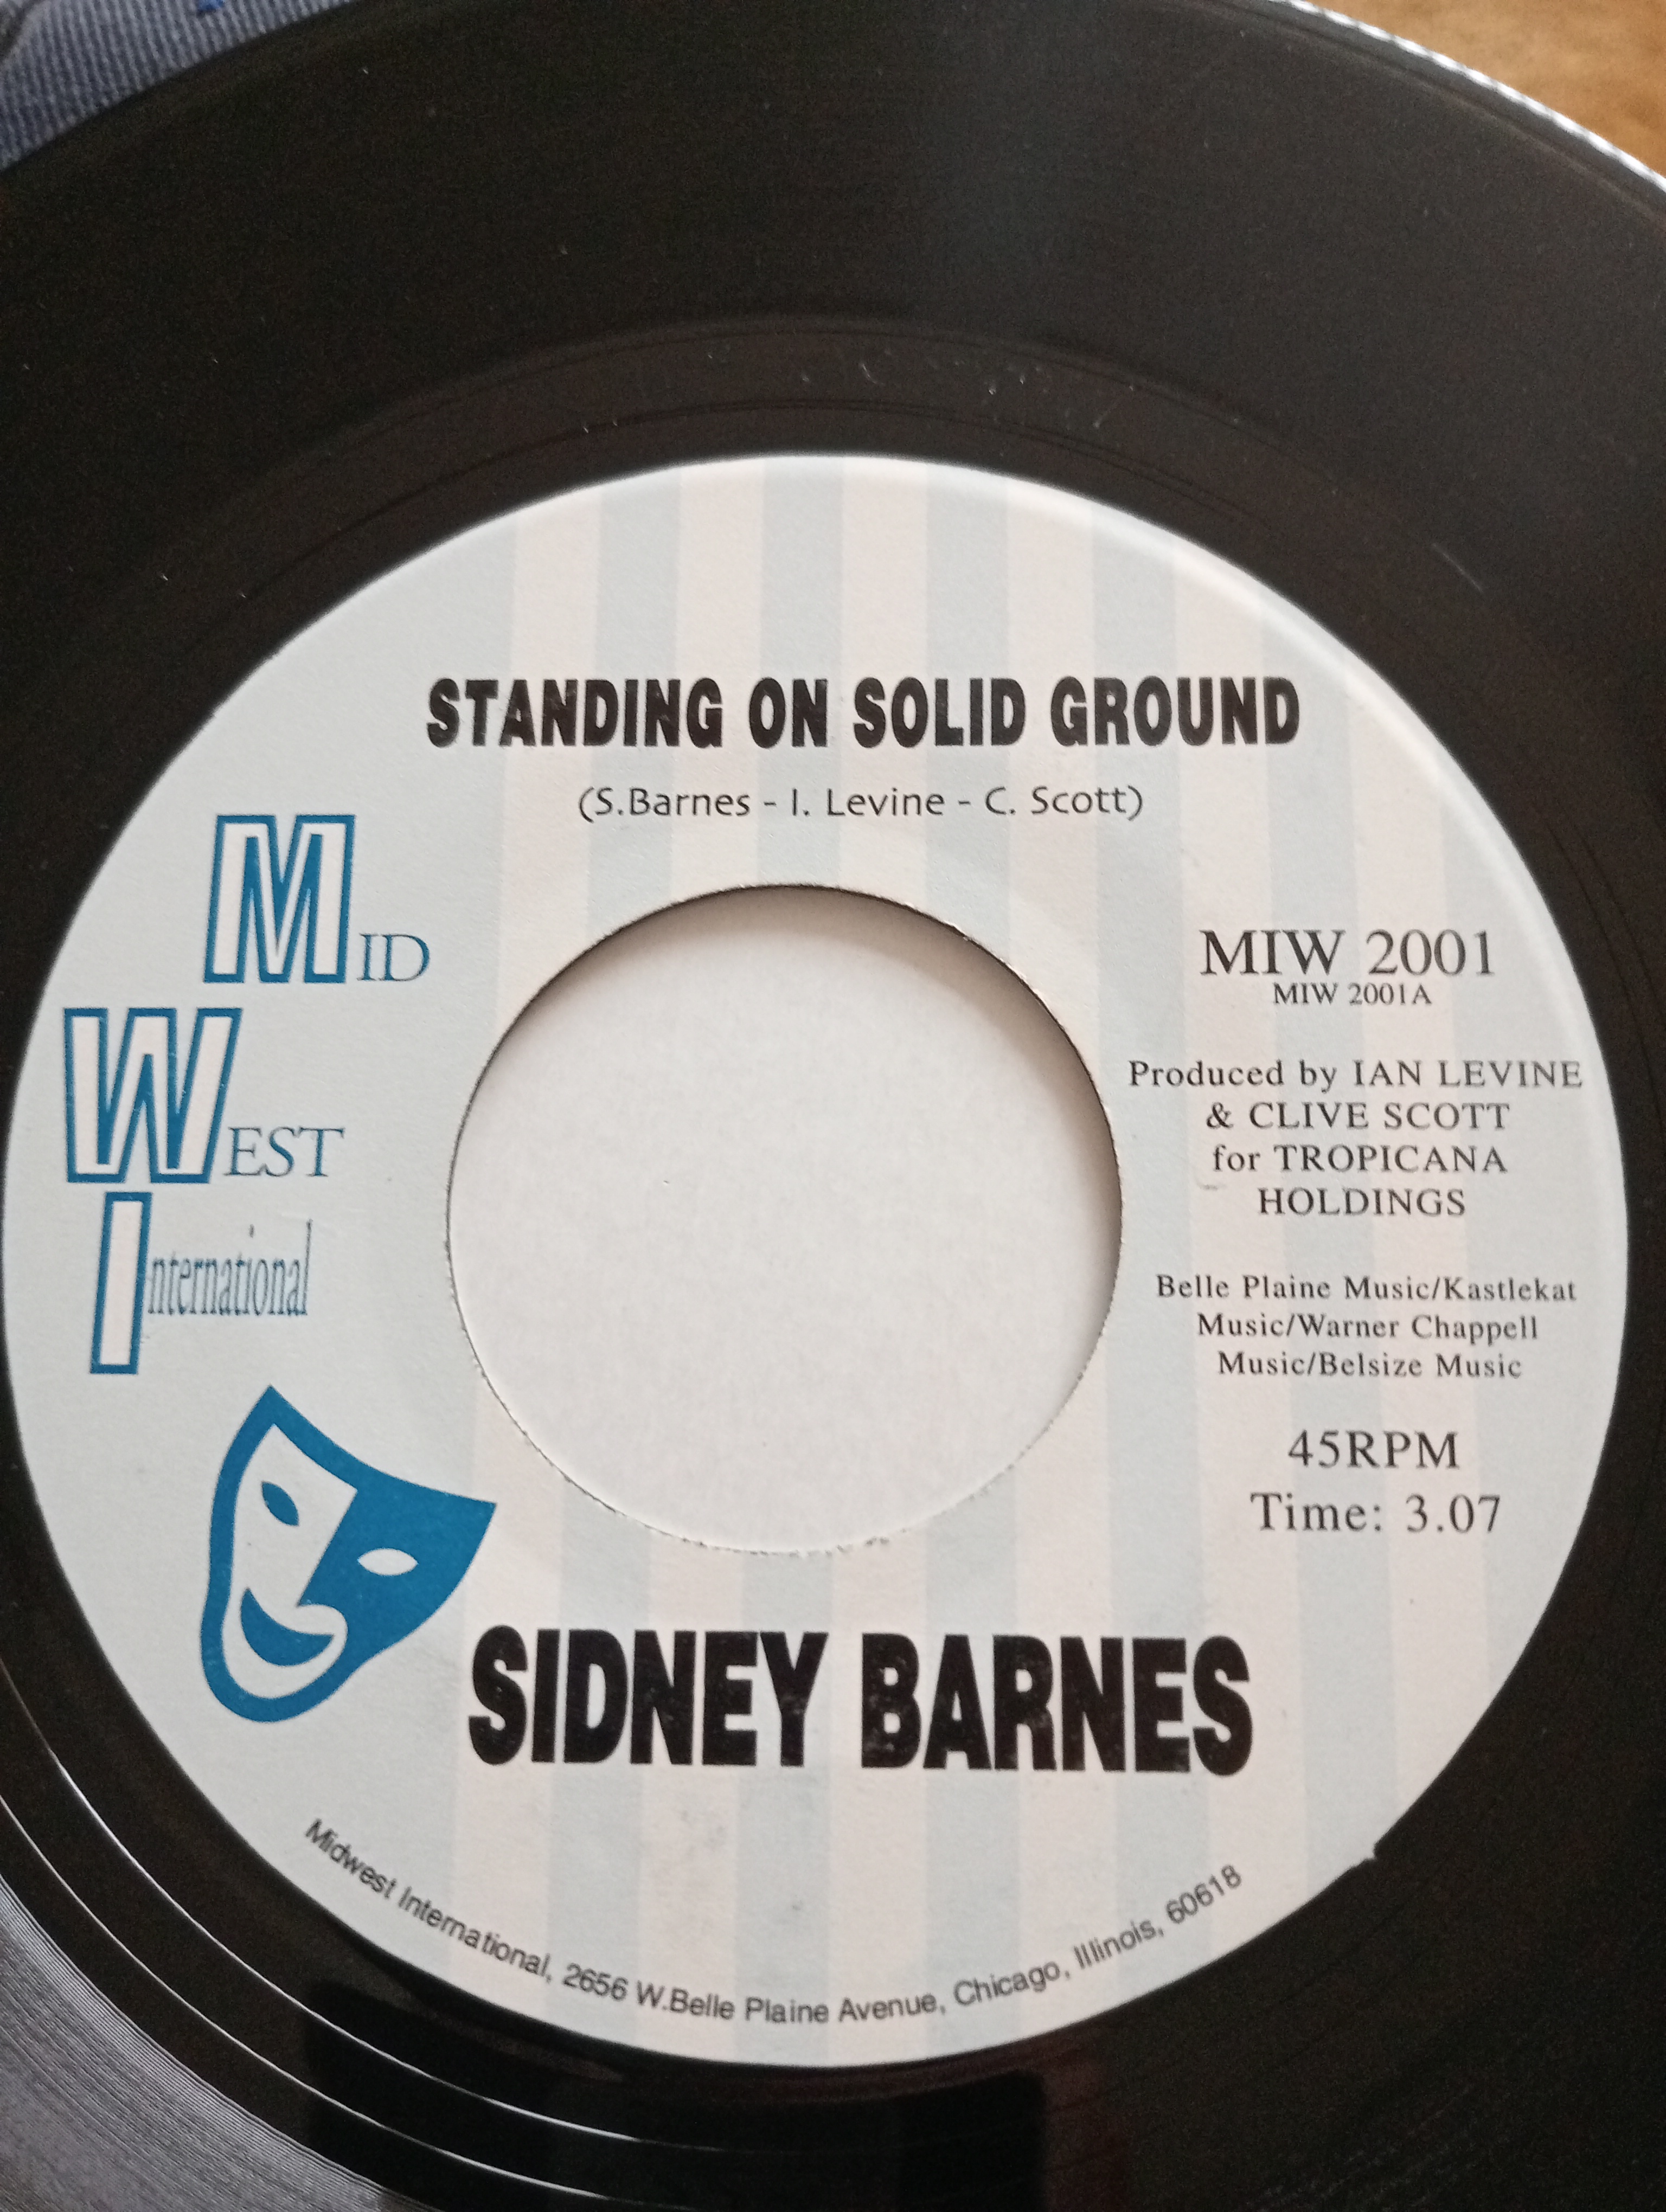 STANDING ON SOLID GROUND
(S.Barnes - I. Levine - C. Scott)
MID
WEST
International
MIW 2001
MIW 2001A
Produced by IAN LEVINE
& CLIVE SCOTT
for TROPICANA
HOLDINGS
Belle Plaine Music/Kastlekat
Music/Warner Chappell
Music/Belsize Music
45RPM
Time: 3.07
SIDNEY BARNES
Midwest International, 2656 W.Belle Plaine Avenue, Chicago, Illinois, 60618